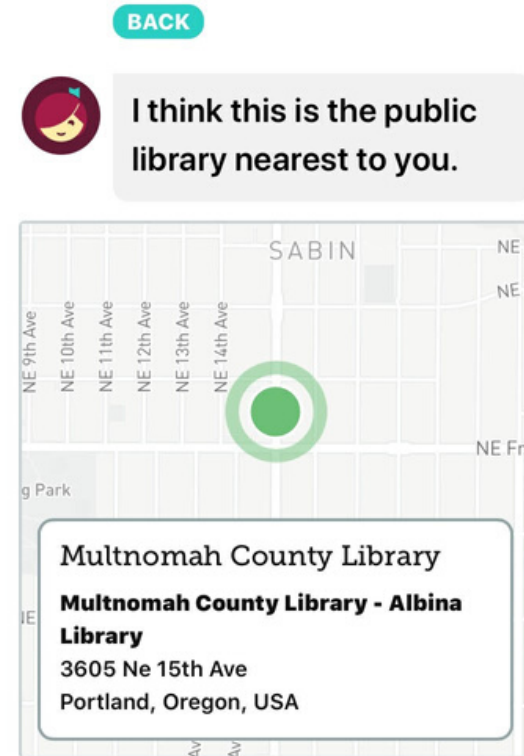 BACK
I think this is the public
library nearest to you.
SABIN
NE
NE
NE 9th Ave
NE 10th Ave
NE 11th Ave
NE 12th Ave
NE 13th Ave
NE 14th Ave
NE Fr
g Park
Multnomah County Library
Multnomah County Library - Albina
Library
3605 Ne 15th Ave
Portland, Oregon, USA